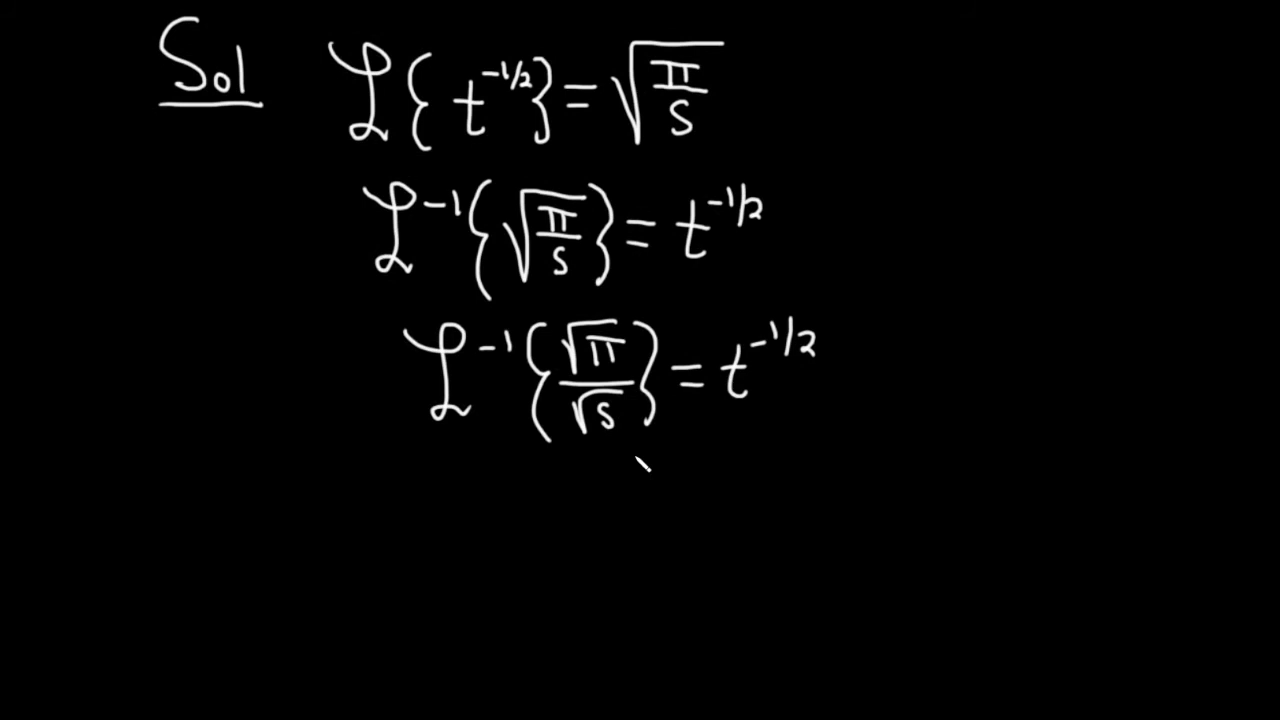 Sol ℒ{t^{-1/2}} = √(π/s)
ℒ^{-1}{√(π/s)} = t^{-1/2}
ℒ^{-1}{√π/√s} = t^{-1/2}